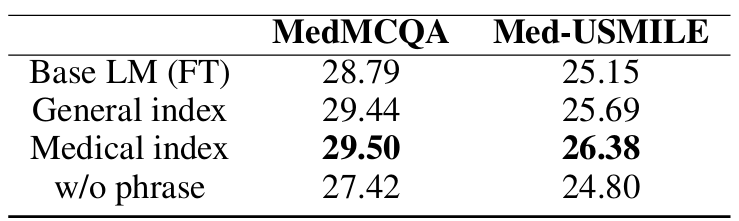 MedMCQA Med-USMILE
Base LM (FT) 28.79 25.15
General index 29.44 25.69
Medical index 29.50 26.38
w/o phrase 27.42 24.80